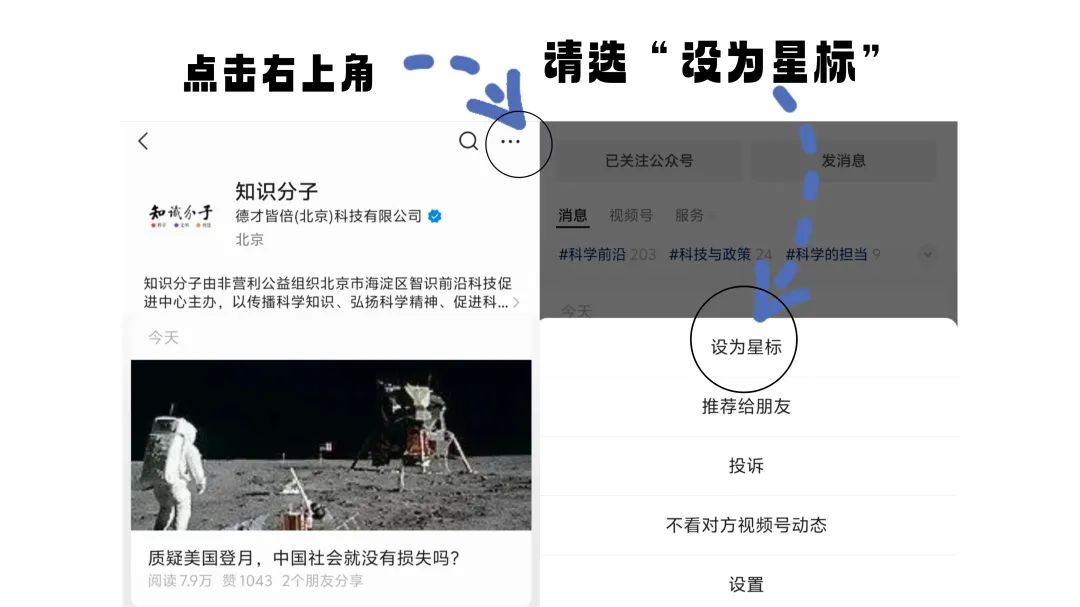 点击右上角
请选“设为星标”
知识分子
知识分子
德才皆倍(北京)科技有限公司
北京
知识分子由非营利公益组织北京市海淀区智识前沿科技促
进中心主办，以传播科学知识、弘扬科学精神、促进科...
今天
质疑美国登月，中国社会就没有损失吗？
阅读7.9万 赞1043 2个朋友分享
已关注公众号 发消息
消息 视频号 服务
#科学前沿 203 #科技与政策 24 #科学的担当 9
今天
设为星标
推荐给朋友
投诉
不看对方视频号动态
设置